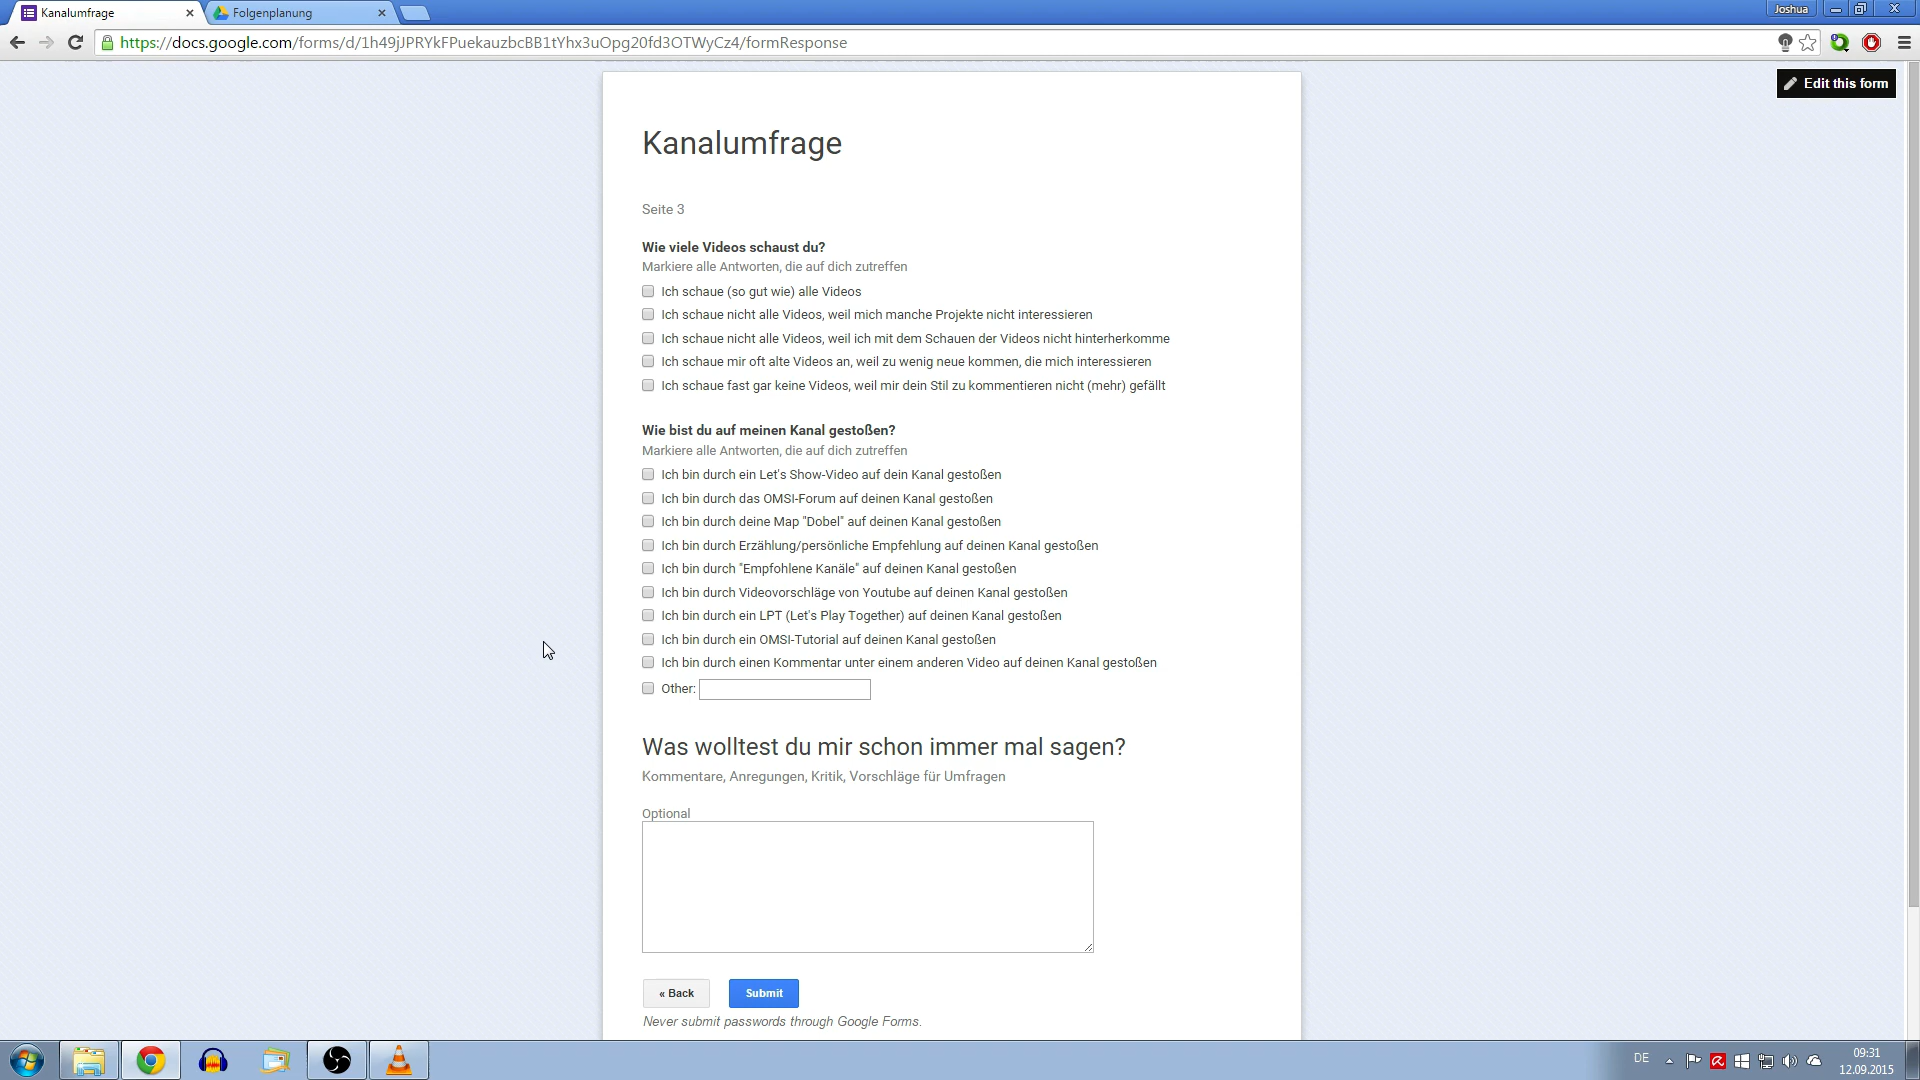 Kanalumfrage
Folgenplanung
Joshua
https://docs.google.com/forms/d/1h49jJPRYkFPuekauzbcBB1tYhx3uOpg20fd3OTWyCz4/formResponse
Edit this form
Kanalumfrage
Seite 3
Wie viele Videos schaust du?
Markiere alle Antworten, die auf dich zutreffen
Ich schaue (so gut wie) alle Videos
Ich schaue nicht alle Videos, weil mich manche Projekte nicht interessieren
Ich schaue nicht alle Videos, weil ich mit dem Schauen der Videos nicht hinterherkomme
Ich schaue mir oft alte Videos an, weil zu wenig neue kommen, die mich interessieren
Ich schaue fast gar keine Videos, weil mir dein Stil zu kommentieren nicht (mehr) gefällt
Wie bist du auf meinen Kanal gestoßen?
Markiere alle Antworten, die auf dich zutreffen
Ich bin durch ein Let's Show-Video auf dein Kanal gestoßen
Ich bin durch das OMSI-Forum auf deinen Kanal gestoßen
Ich bin durch deine Map "Dobel" auf deinen Kanal gestoßen
Ich bin durch Erzählung/persönliche Empfehlung auf deinen Kanal gestoßen
Ich bin durch "Empfohlene Kanäle" auf deinen Kanal gestoßen
Ich bin durch Videovorschläge von Youtube auf deinen Kanal gestoßen
Ich bin durch ein LPT (Let's Play Together) auf deinen Kanal gestoßen
Ich bin durch ein OMSI-Tutorial auf deinen Kanal gestoßen
Ich bin durch einen Kommentar unter einem anderen Video auf deinen Kanal gestoßen
Other:
Was wolltest du mir schon immer mal sagen?
Kommentare, Anregungen, Kritik, Vorschläge für Umfragen
Optional
« Back
Submit
Never submit passwords through Google Forms.
DE
09:31
12.09.2015